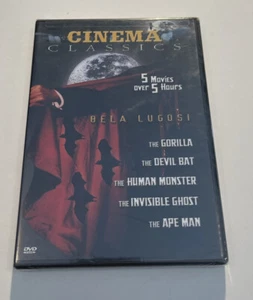 CINEMA
CLASSICS
5 Movies
over 5 Hours
BELA LUGOSI
THE GORILLA
THE DEVIL BAT
THE HUMAN MONSTER
THE INVISIBLE GHOST
THE APE MAN
DVD